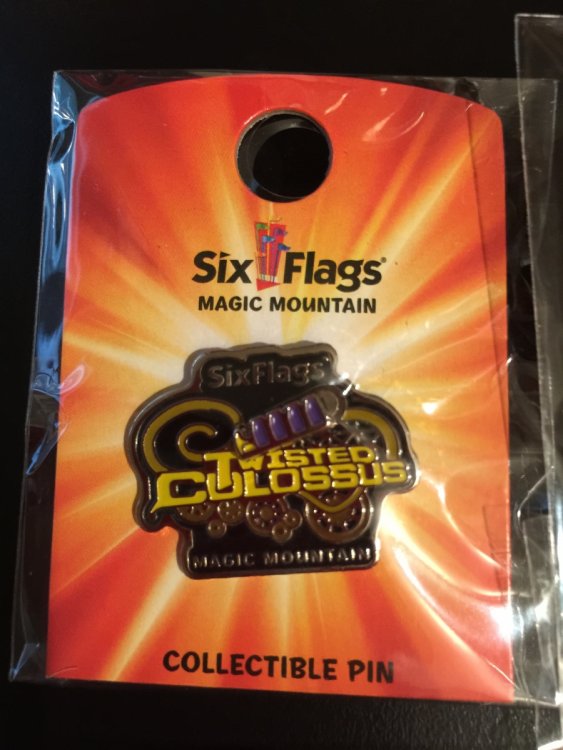 Six Flags®
MAGIC MOUNTAIN
SixFlags
TWISTED
COLOSSUS
MAGIC MOUNTAIN
COLLECTIBLE PIN